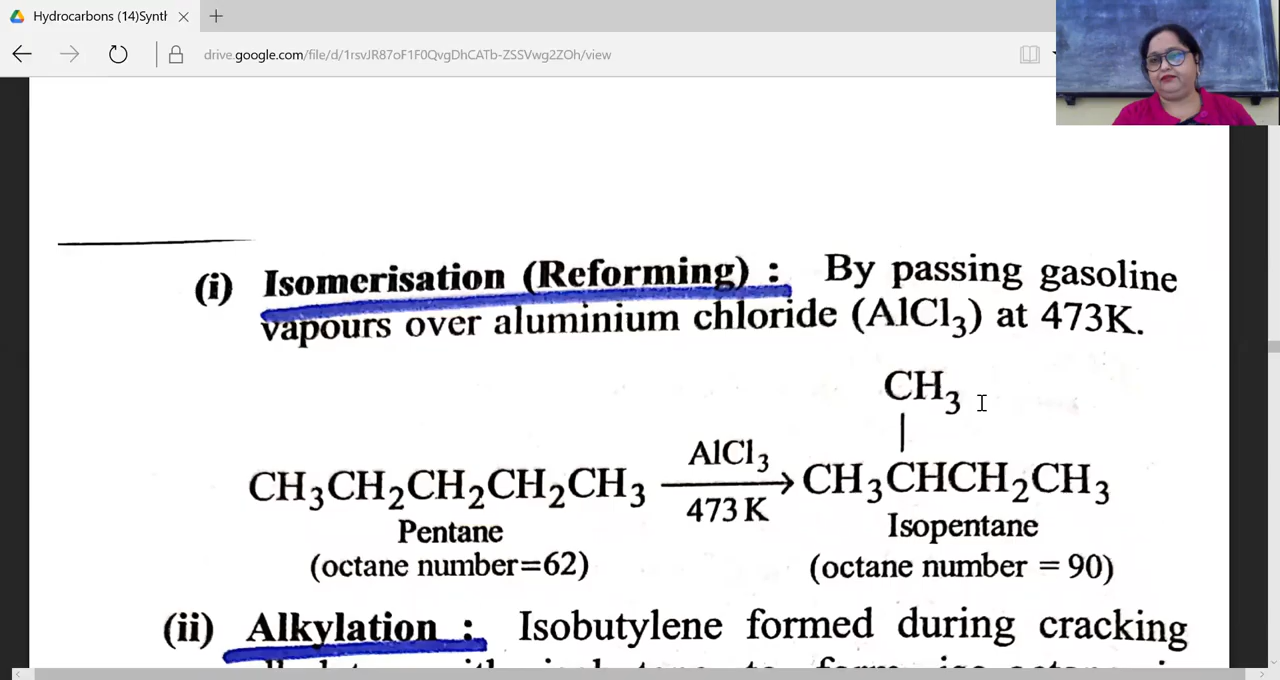 Hydrocarbons (14)Synth
drive.google.com/file/d/1rsvJR87oF1F0QvgDhCATb-ZSSVwg2ZOh/view
(i) Isomerisation (Reforming) : By passing gasoline
vapours over aluminium chloride (AlCl3) at 473K.
CH3
|
CH3CH2CH2CH2CH3 AlCl3 → 473 K CH3CHCH2CH3
Pentane Isopentane
(octane number=62) (octane number = 90)
(ii) Alkylation : Isobutylene formed during cracking